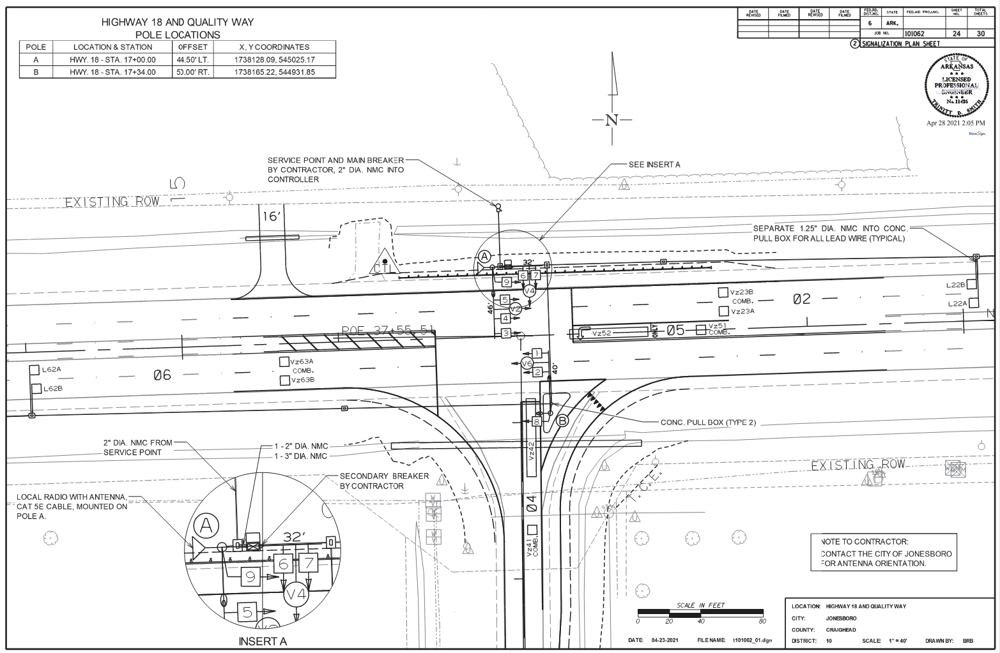 HIGHWAY 18 AND QUALITY WAY
POLE LOCATIONS
POLE LOCATION & STATION OFFSET X, Y COORDINATES
A HWY. 18 - STA. 17+00.00 44.50' LT. 1738128.09, 545025.17
B HWY. 18 - STA. 17+34.00 50.00' RT. 1738165.22, 544931.85
DATE REVISED DATE FILMED DATE REVISED DATE FILMED FED.RD. DIST.NO. STATE FED.AID PROJ.NO. SHEET NO. TOTAL SHEETS
6 ARK.
JOB NO. 101062 24 30
2 SIGNALIZATION PLAN SHEET
STATE OF
ARKANSAS
LICENSED
PROFESSIONAL
ENGINEER
No. 11425
TRINITY D. SMITH
Apr 28 2021 2:05 PM
N
SERVICE POINT AND MAIN BREAKER
BY CONTRACTOR, 2" DIA. NMC INTO
CONTROLLER
SEE INSERT A
15
EXISTING ROW
16'
SEPARATE 1.25" DIA. NMC INTO CONC.
PULL BOX FOR ALL LEAD WIRE (TYPICAL)
CTL
A
32'
6 7
9
V4
5
V2
46'
4
3
L22B
L22A
Vz23B
COMB.
Vz23A
02
N
POE 37+55.51
Vz52
ONLY
05
Vz51
COMB.
1
V6
2
40'
L62A
L62B
06
Vz63A
COMB.
Vz63B
8
B
CONC. PULL BOX (TYPE 2)
Vz42
2" DIA. NMC FROM
SERVICE POINT
1 - 2" DIA. NMC
1 - 3" DIA. NMC
SECONDARY BREAKER
BY CONTRACTOR
EXISTING ROW
T.C.E.
LOCAL RADIO WITH ANTENNA,
CAT 5E CABLE, MOUNTED ON
POLE A.
04
Vz41
COMB.
A
32'
6 7
9
V4
5
INSERT A
NOTE TO CONTRACTOR:
CONTACT THE CITY OF JONESBORO
FOR ANTENNA ORIENTATION.
SCALE IN FEET
0 20 40 80
DATE: 04-23-2021 FILE NAME: t101062_01.dgn
LOCATION: HIGHWAY 18 AND QUALITY WAY
CITY: JONESBORO
COUNTY: CRAIGHEAD
DISTRICT: 10 SCALE: 1" = 40' DRAWN BY: BRB